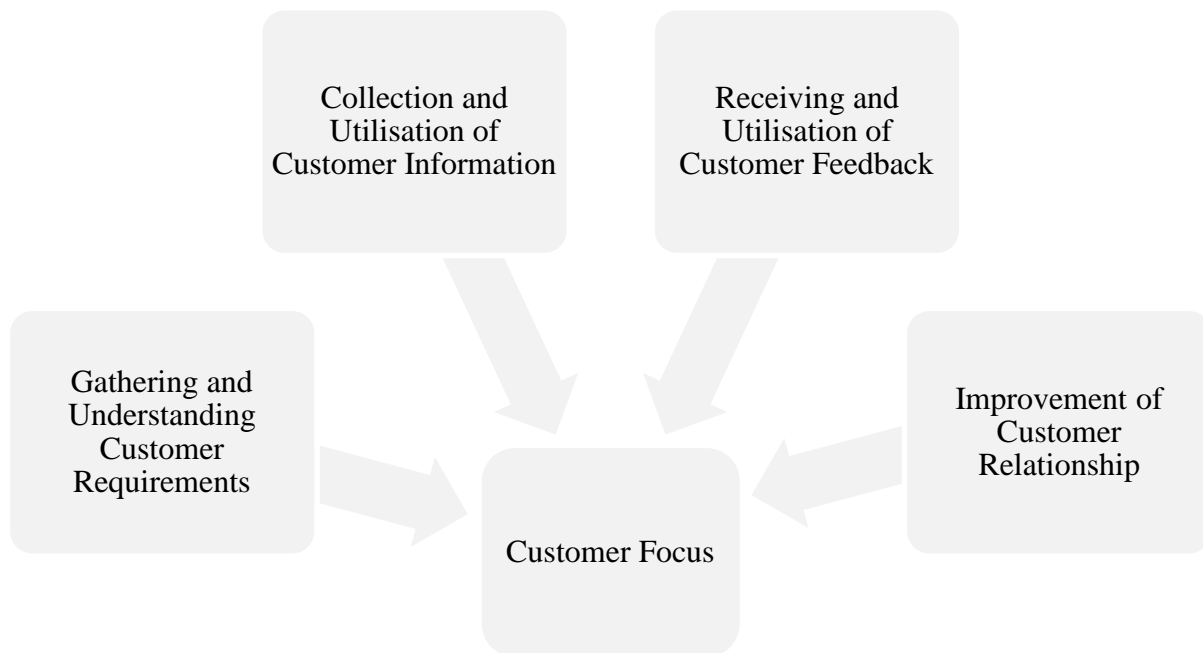 Collection and
Utilisation of
Customer Information
Receiving and
Utilisation of
Customer Feedback
Gathering and
Understanding
Customer
Requirements
Improvement of
Customer
Relationship
Customer Focus